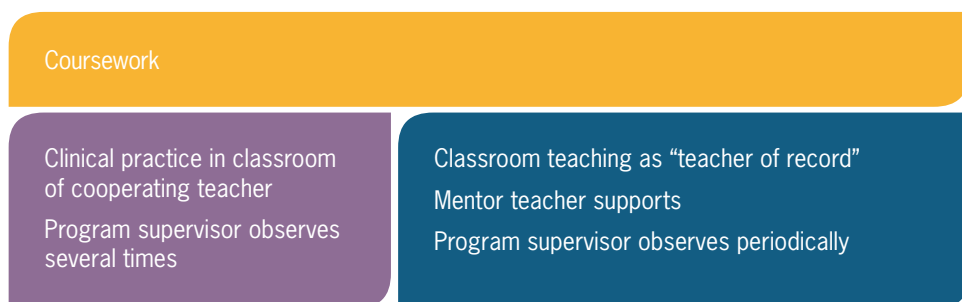 Coursework
Clinical practice in classroom
of cooperating teacher
Program supervisor observes
several times
Classroom teaching as “teacher of record”
Mentor teacher supports
Program supervisor observes periodically